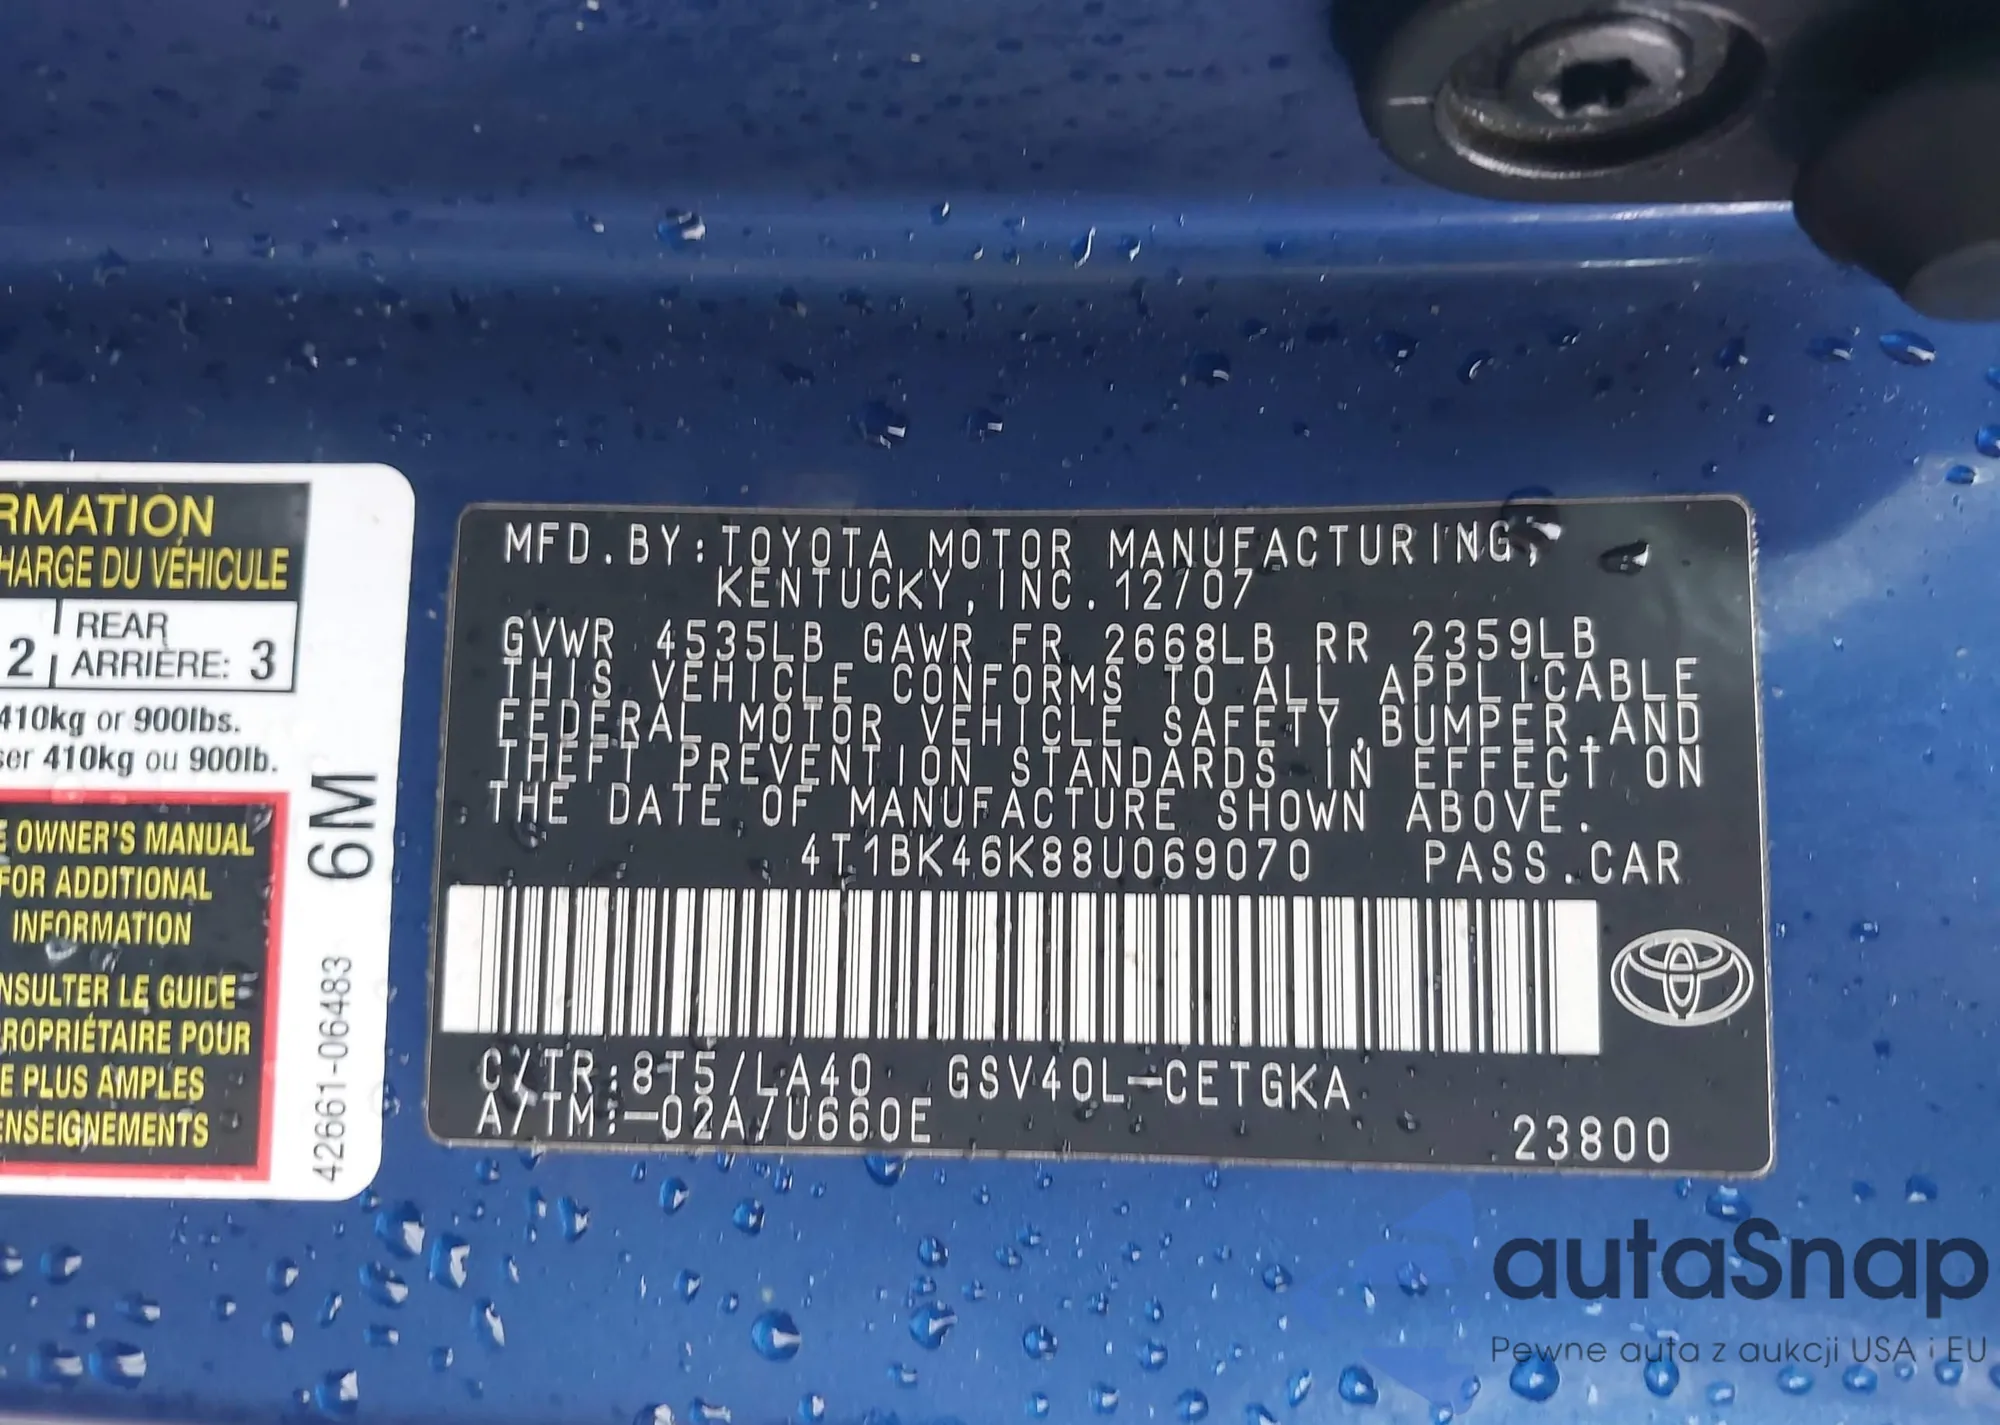 RMATION
HARGE DU VÉHICULE
2 REAR
ARRIÈRE: 3
410kg or 900lbs.
ser 410kg ou 900lb.
E OWNER'S MANUAL
FOR ADDITIONAL
INFORMATION
NSULTER LE GUIDE
ROPRIÉTAIRE POUR
E PLUS AMPLES
ENSEIGNEMENTS
6M
42661-06483
MFD.BY:TOYOTA MOTOR MANUFACTURING,
KENTUCKY,INC.12/07
GVWR 4535LB GAWR FR 2668LB RR 2359LB
THIS VEHICLE CONFORMS TO ALL APPLICABLE
FEDERAL MOTOR VEHICLE SAFETY,BUMPER,AND
THEFT PREVENTION STANDARDS IN EFFECT ON
THE DATE OF MANUFACTURE SHOWN ABOVE.
4T1BK46K88U069070 PASS.CAR
C/TR:8T5/LA40 GSV40L-CETGKA
A/TM:-02A/U660E
23800
autaSnap
Pewne auta z aukcji USA i EU